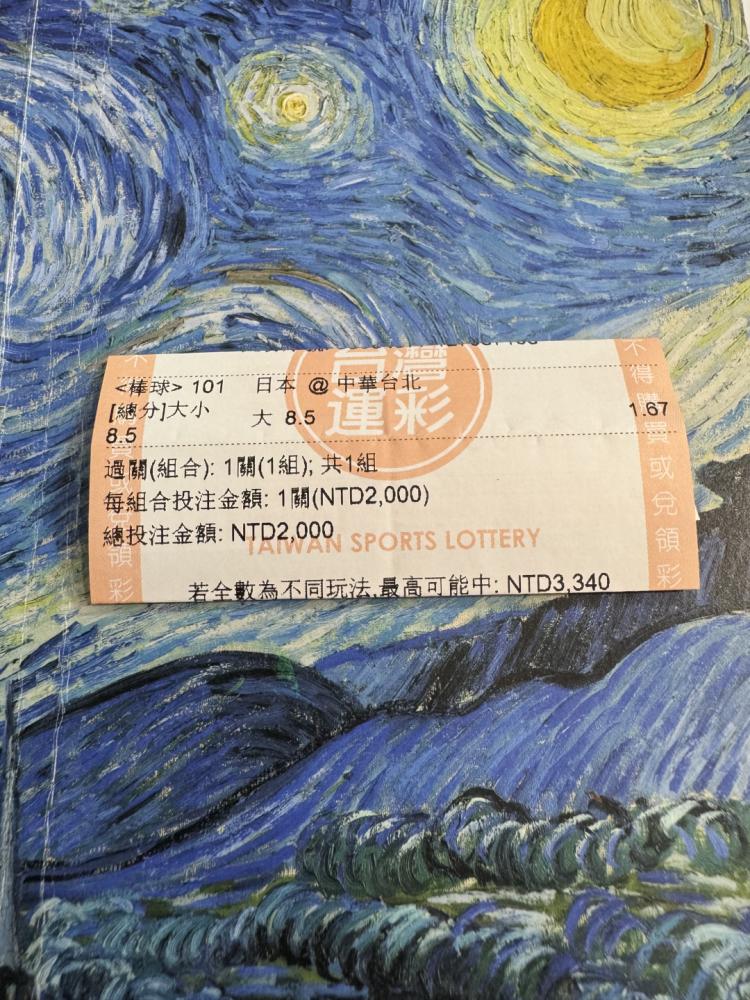 <棒球> 101 日本 @ 中華台北
[總分]大小 大 8.5 1.67
8.5
過關(組合): 1關(1組); 共1組
每組合投注金額: 1關(NTD2,000)
總投注金額: NTD2,000
若全數為不同玩法,最高可能中: NTD3,340
台灣
運彩
TAIWAN SPORTS LOTTERY
不得購買或兌領彩